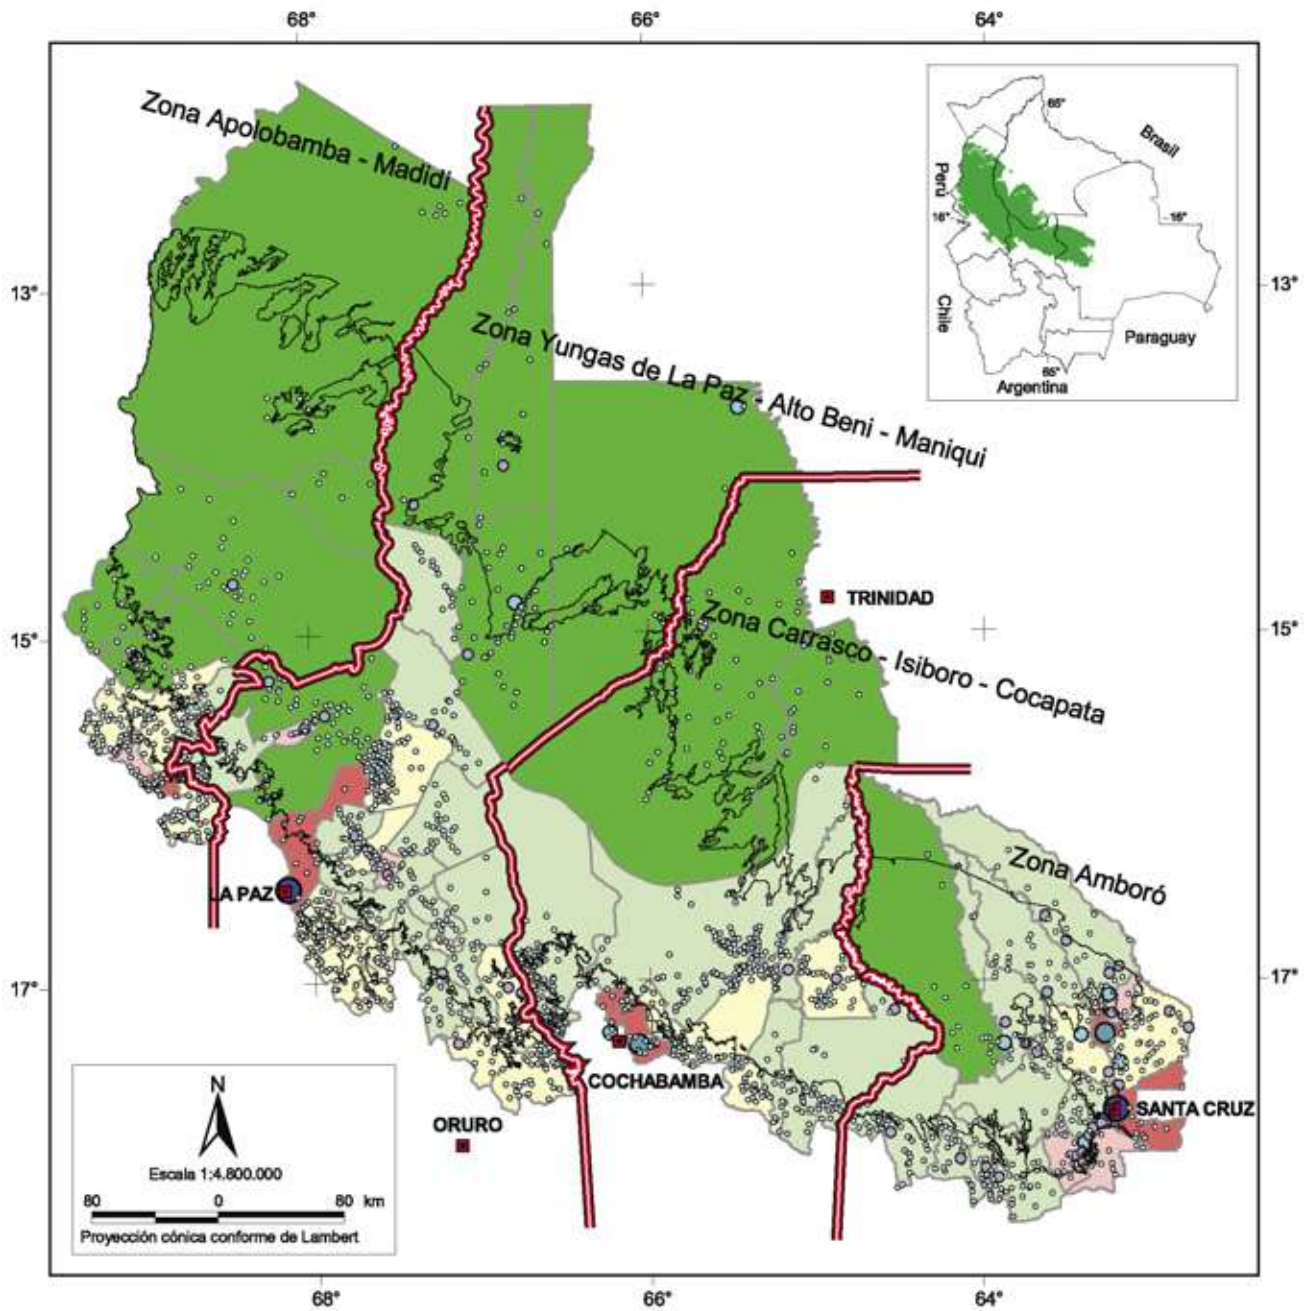 68°
66°
64°
Zona Apolobamba - Madidi
65°
Brasil
Perú
16°
16°
Chile
Paraguay
65°
Argentina
13°
13°
Zona Yungas de La Paz - Alto Beni - Maniqui
TRINIDAD
Zona Carrasco - Isiboro - Cocapata
15°
15°
Zona Amboró
LA PAZ
17°
17°
COCHABAMBA
SANTA CRUZ
ORURO
N
Escala 1:4.800.000
80 0 80 km
Proyección cónica conforme de Lambert
68°
66°
64°